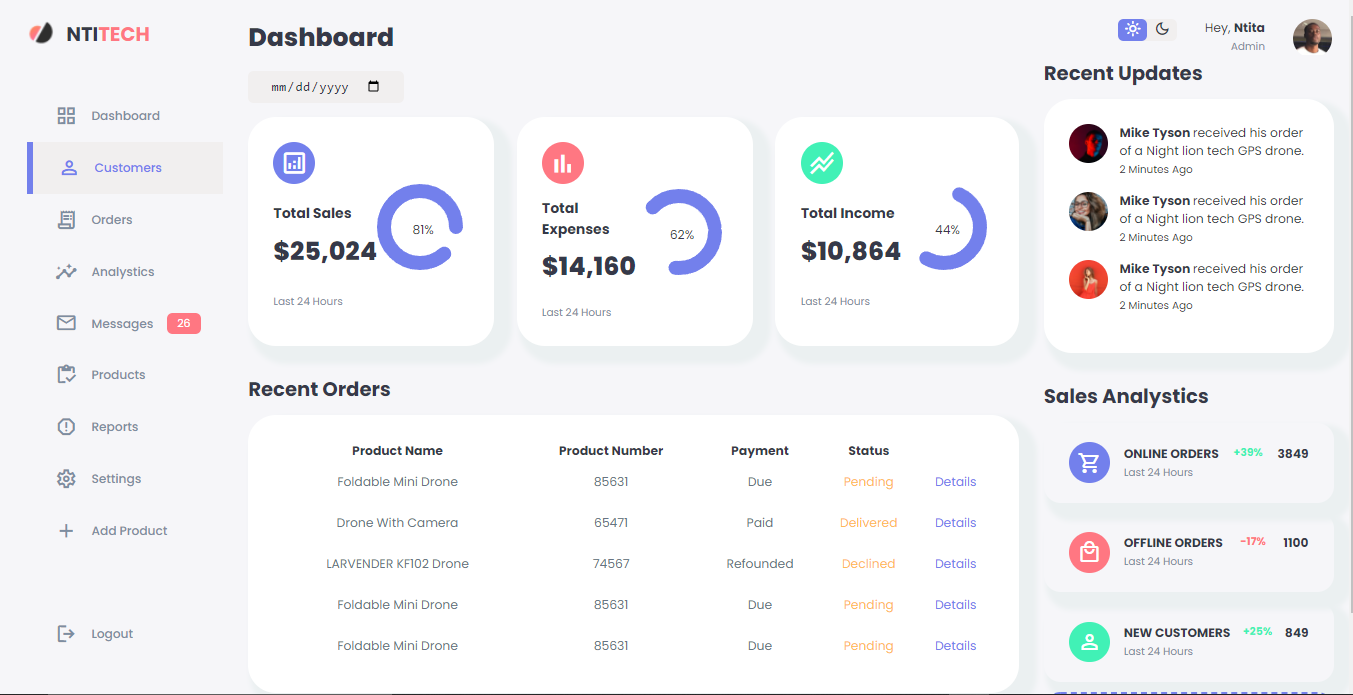 NTITECH
Dashboard
Customers
Orders
Analystics
Messages 26
Products
Reports
Settings
Add Product
Logout
Dashboard
mm/dd/yyyy
Total Sales
$25,024
81%
Last 24 Hours
Total
Expenses
$14,160
62%
Last 24 Hours
Total Income
$10,864
44%
Last 24 Hours
Recent Orders
Product Name Product Number Payment Status
Foldable Mini Drone 85631 Due Pending Details
Drone With Camera 65471 Paid Delivered Details
LARVENDER KF102 Drone 74567 Refounded Declined Details
Foldable Mini Drone 85631 Due Pending Details
Foldable Mini Drone 85631 Due Pending Details
Hey, Ntita
Admin
Recent Updates
Mike Tyson received his order
of a Night lion tech GPS drone.
2 Minutes Ago
Mike Tyson received his order
of a Night lion tech GPS drone.
2 Minutes Ago
Mike Tyson received his order
of a Night lion tech GPS drone.
2 Minutes Ago
Sales Analystics
ONLINE ORDERS +39% 3849
Last 24 Hours
OFFLINE ORDERS -17% 1100
Last 24 Hours
NEW CUSTOMERS +25% 849
Last 24 Hours